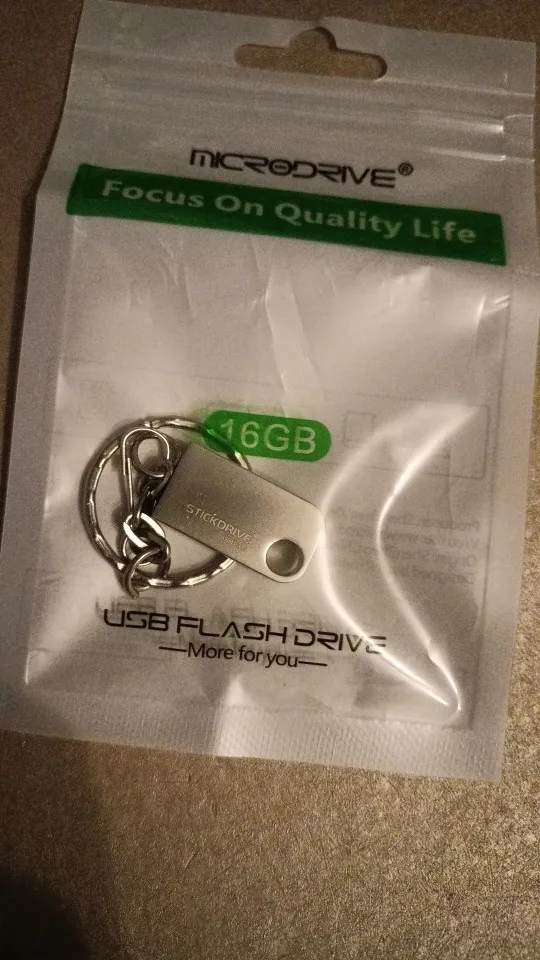 MICRODRIVE®
Focus On Quality Life
16GB
STICKDRIVE
USB FLASH DRIVE
—More for you—